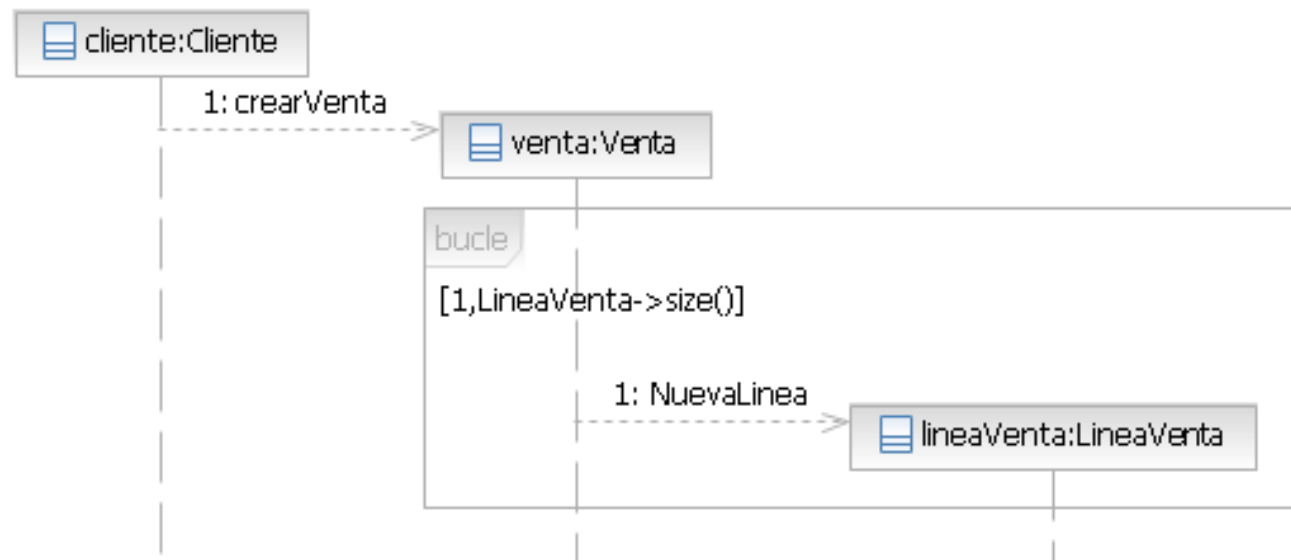 cliente:Cliente
1: crearVenta
venta:Venta
bucle
[1,LineaVenta->size()]
1: NuevaLinea
lineaVenta:LineaVenta